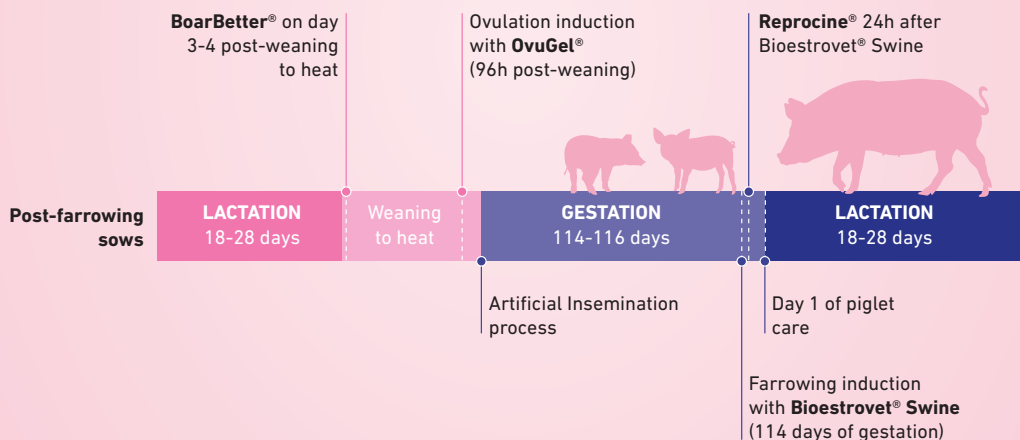 BoarBetter® on day
3-4 post-weaning
to heat
Ovulation induction
with OvuGel®
(96h post-weaning)
Reprocine® 24h after
Bioestrovet® Swine
Post-farrowing
sows
LACTATION
18-28 days
Weaning
to heat
GESTATION
114-116 days
LACTATION
18-28 days
Artificial Insemination
process
Day 1 of piglet
care
Farrowing induction
with Bioestrovet® Swine
(114 days of gestation)